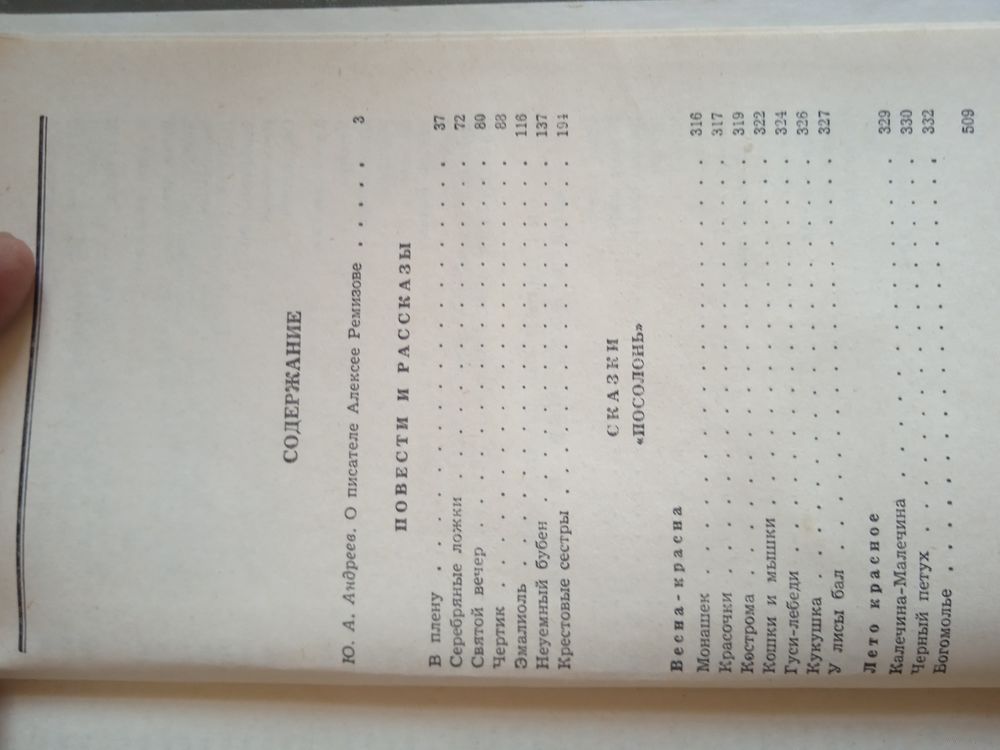 СОДЕРЖАНИЕ
Ю. А. Андреев. О писателе Алексее Ремизове . . . . . 3
ПОВЕСТИ И РАССКАЗЫ
В плену . . . . . . . . . . . . . . . . . . . 37
Серебряные ложки . . . . . . . . . . . . . . . 72
Святой вечер . . . . . . . . . . . . . . . . . 80
Чертик . . . . . . . . . . . . . . . . . . . . 88
Эмалиоль . . . . . . . . . . . . . . . . . . . 116
Неуемный бубен . . . . . . . . . . . . . . . . 137
Крестовые сестры . . . . . . . . . . . . . . . 194
СКАЗКИ
«ПОСОЛОНЬ»
Весна-красна
Монашек . . . . . . . . . . . . . . . . . . . 316
Красочки . . . . . . . . . . . . . . . . . . . 317
Кострома . . . . . . . . . . . . . . . . . . . 319
Кошки и мышки . . . . . . . . . . . . . . . . 322
Гуси-лебеди . . . . . . . . . . . . . . . . . 324
Кукушка . . . . . . . . . . . . . . . . . . . 326
У лисы бал . . . . . . . . . . . . . . . . . . 327
Лето красное
Калечина-Малечина . . . . . . . . . . . . . . 329
Черный петух . . . . . . . . . . . . . . . . . 330
Богомолье . . . . . . . . . . . . . . . . . . 332
509